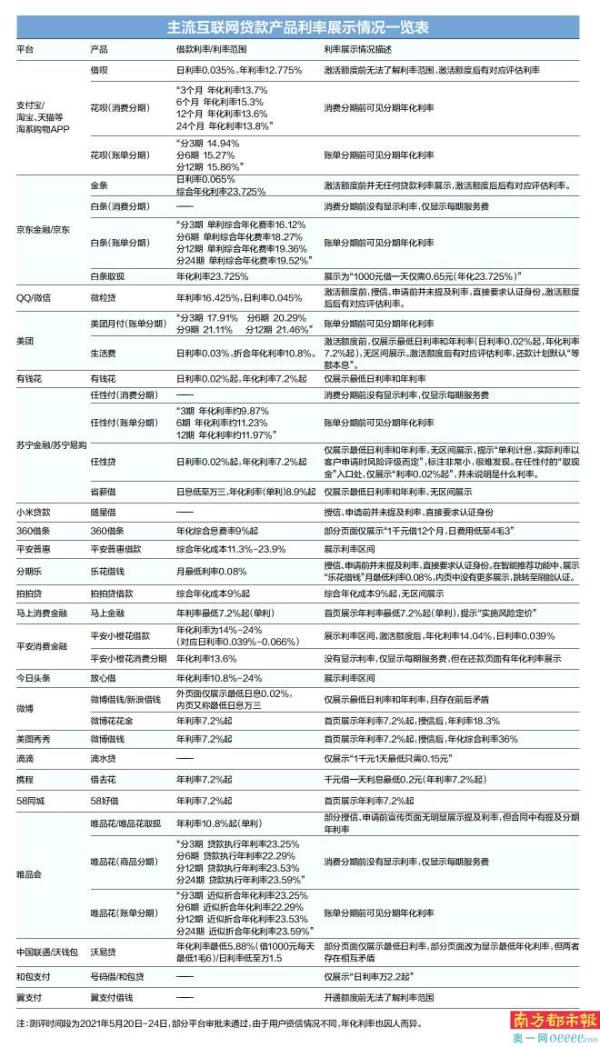 主流互联网贷款产品利率展示情况一览表
平台 产品 借款利率/利率范围 利率展示情况描述
支付宝/
淘宝、天猫等
淘系购物APP
借呗 日利率0.035%,年利率12.775% 激活额度前无法了解利率范围,激活额度后有对应评估利率
花呗(消费分期)
“3个月 年化利率13.7%
6个月 年化利率15.3%
12个月 年化利率13.6%
24个月 年化利率13.8%”
消费分期前可见分期年化利率
花呗(账单分期)
“分3期 14.94%
分6期 15.27%
分12期 15.86%”
账单分期前可见分期年化利率
京东金融/京东
金条
日利率0.065%
综合年化利率23.725%
激活额度前并无任何贷款利率展示,激活额度后后有对应评估利率。
白条(消费分期) —— 消费分期前没有显示利率,仅显示每期服务费
白条(账单分期)
“分3期 单利综合年化费率16.12%
分6期 单利综合年化费率18.27%
分12期 单利综合年化费率19.36%
分24期 单利综合年化费率19.52%”
账单分期前可见分期年化利率
白条取现 年化利率23.725% 展示为“1000元借一天仅需0.65元(年化23.725%)”
QQ/微信 微粒贷 年利率16.425%,日利率0.045%
激活额度前,授信、申请前并未提及利率,直接要求认证身份。激活额度
后后有对应评估利率。
美团
美团月付(账单分期)
“分3期 17.91% 分6期 20.29%
分9期 21.11% 分12期 21.46%”
账单分期前可见分期年化利率
生活费 日利率0.03%,折合年化利率10.8%。
激活额度前,仅展示最低日利率和年利率(日利率0.02%起,年化利率
7.2%起),无区间展示。激活额度后有对应评估利率,还款计划默认“等
额本息”。
有钱花 有钱花 日利率0.02%起,年化利率7.2%起 仅展示最低日利率和年利率
苏宁金融/苏宁易购
任性付(消费分期) —— 消费分期前没有显示利率,仅显示每期服务费
任性付(账单分期)
“3期 年化利率约9.87%
6期 年化利率约11.23%
12期 年化利率约11.97%”
账单分期前可见分期年化利率
任性贷 日利率0.02%起,年化利率7.2%起
仅展示最低日利率和年利率,无区间展示,提示“单利计息,实际利率以
客户申请时风险评级而定”,标注非常小,很难发现。在任性付的“取现
金”入口处,仅展示“利率0.02%起”,并未说明是什么利率。
省薪借 日息低至万三,年化利率(单利)8.9%起 仅展示最低日利率和年利率,无区间展示
小米贷款 随星借 —— 授信、申请前并未提及利率,直接要求认证身份
360借条 360借条 年化综合息费率9%起 部分页面仅展示“1千元借12个月,日费用低至4毛3”
平安普惠 平安普惠借款 综合年化成本11.3%-23.9% 展示利率区间
分期乐 乐花借钱 月最低利率0.08%
授信、申请前并未提及利率,直接要求认证身份。在智能推荐功能中,展示
“乐花借钱”月最低利率0.08%,内页中没有更多展示,跳转至刷脸认证。
拍拍贷 拍拍贷借款 综合年化成本9%起 综合年化成本9%起,无区间展示
马上消费金融 马上金融 年利率最低7.2%起(单利) 首页展示年利率最低7.2%起(单利),提示“实施风险定价”
平安消费金融
平安小橙花借款
年化利率为14%-24%
(对应日利率0.039%-0.066%)
展示利率区间,激活额度后,年化利率14.04%,日利率0.039%
平安小橙花消费分期 年化利率13.6% 没有显示利率,仅显示每期服务费,但在还款页面有年化利率展示
今日头条 放心借 年化利率10.8%-24% 展示利率区间
微博
微博借钱/新浪借钱
外页面仅展示最低日息0.02%,
内页又称最低日息万三
仅展示最低日利率和年利率,且存在前后矛盾
微博花花金 年利率7.2%起 首页展示年利率7.2%起,授信后,年利率18.3%
美图秀秀 微博借钱 年利率7.2%起 首页展示年利率7.2%起,授信后,年化综合利率36%
滴滴 滴水贷 —— 仅展示“1千元1天最低只需0.15元”
携程 借去花 年利率7.2%起 千元借一天利息最低0.2元(年利率7.2%起)
58同城 58好借 年利率7.2%起 首页展示年利率7.2%起
唯品会
唯品花/唯品花取现 年利率10.8%起(单利)
部分授信、申请前宣传页面无明显展示提及利率,但合同中有提及分期
年利率
唯品花(商品分期)
“分3期 贷款执行年利率23.25%
分6期 贷款执行年利率22.29%
分12期 贷款执行年利率23.53%
分24期 贷款执行年利率23.59%”
消费分期前没有显示利率,仅显示每期服务费
唯品花(账单分期)
“分3期 近似折合年化利率23.25%
分6期 近似折合年化利率22.29%
分12期 近似折合年化利率23.53%
分24期 近似折合年化利率23.59%”
账单分期前可见分期年化利率
中国联通/沃钱包 沃易贷
年化利率最低5.88%(借1000元每天
最低1毛6)/日利率低至万1.5
部分页面仅展示最低日利率,部分页面改为显示最低年化利率,但两者
存在相互矛盾
和包支付 号码借/和包贷 —— 仅展示“日利率万2.2起”
翼支付 翼支付借钱 —— 开通额度前无法了解利率范围
注:测评时间段为2021年5月20日-24日,部分平台审批未通过,由于用户资信情况不同,年化利率也因人而异。
南方都市報
奥一网oeeee.com